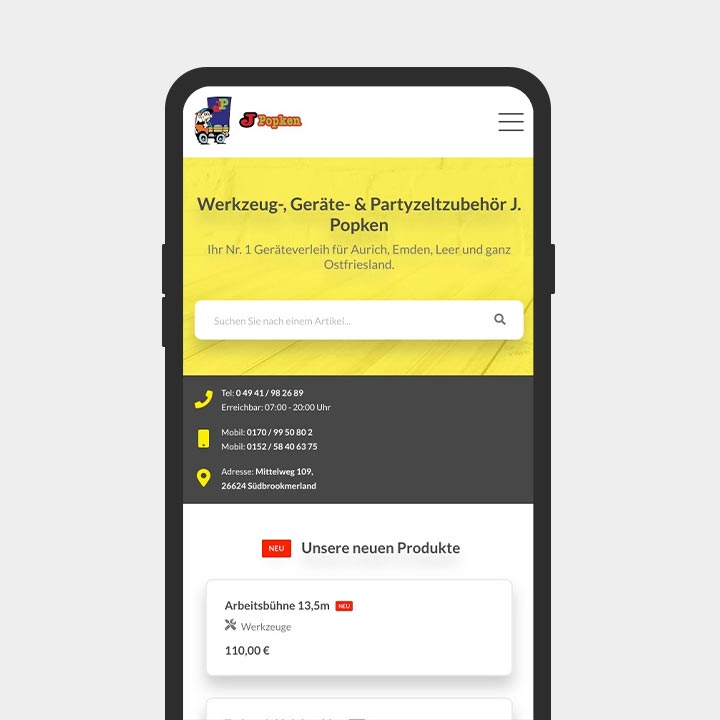 JP
J Popken
Werkzeug-, Geräte- & Partyzeltzubehör J.
Popken
Ihr Nr. 1 Geräteverleih für Aurich, Emden, Leer und ganz
Ostfriesland.
Suchen Sie nach einem Artikel...
Tel: 0 49 41 / 98 26 89
Erreichbar: 07:00 - 20:00 Uhr
Mobil: 0170 / 99 50 80 2
Mobil: 0152 / 58 40 63 75
Adresse: Mittelweg 109,
26624 Südbrookmerland
NEU Unsere neuen Produkte
Arbeitsbühne 13,5m NEU
Werkzeuge
110,00 €